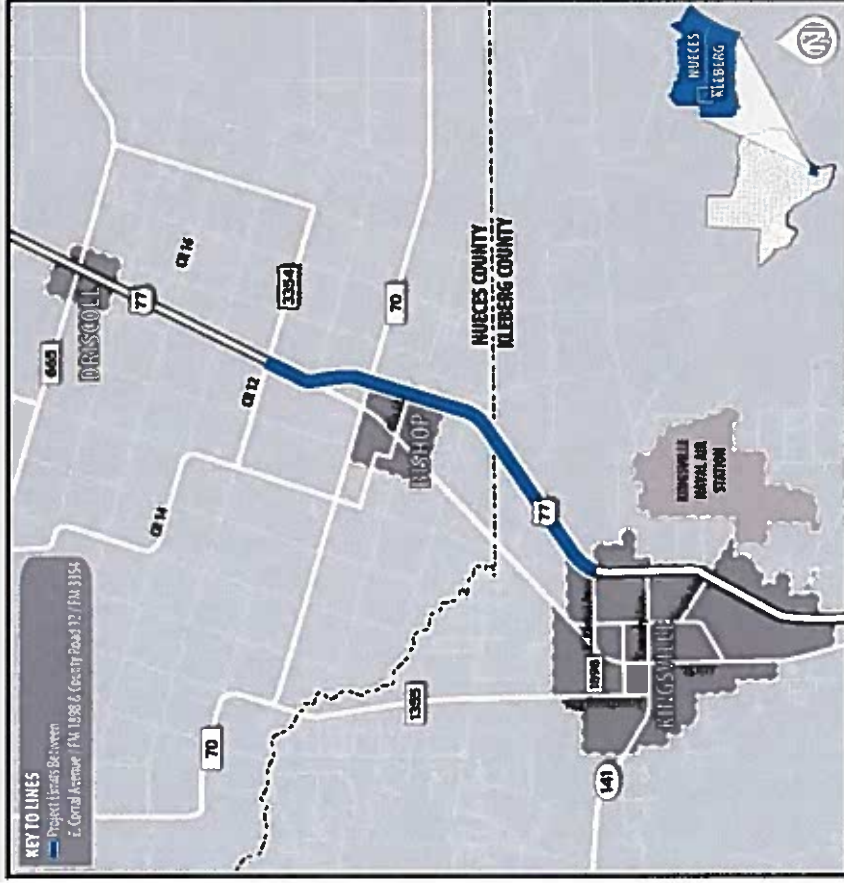 KEY TO LINES
Project Limits Between
E. Corral Avenue / FM 1898 & County Road 12 / FM 3354
665
DRISCOLL
77
CR 16
3354
CR 12
CR 14
70
BISHOP
NUECES COUNTY
KLEBERG COUNTY
NUECES
KLEBERG
70
1355
77
KINGSVILLE
NAVAL AIR
STATION
1898
KINGSVILLE
141